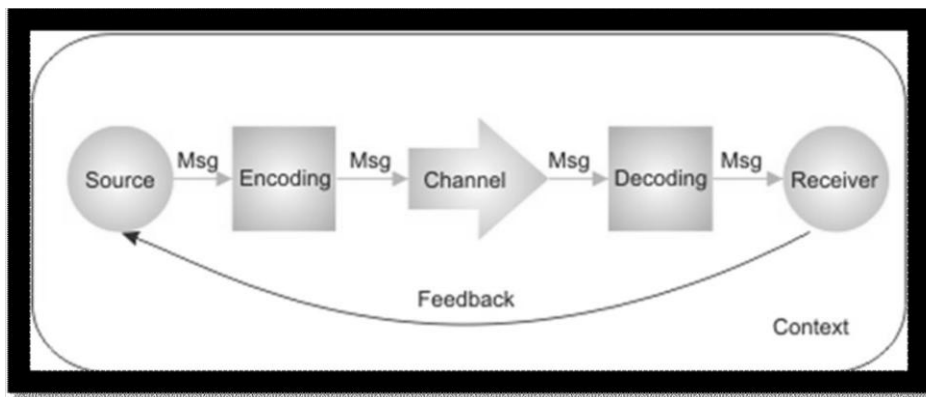 Msg Msg Msg Msg
Source Encoding Channel Decoding Receiver
Feedback
Context